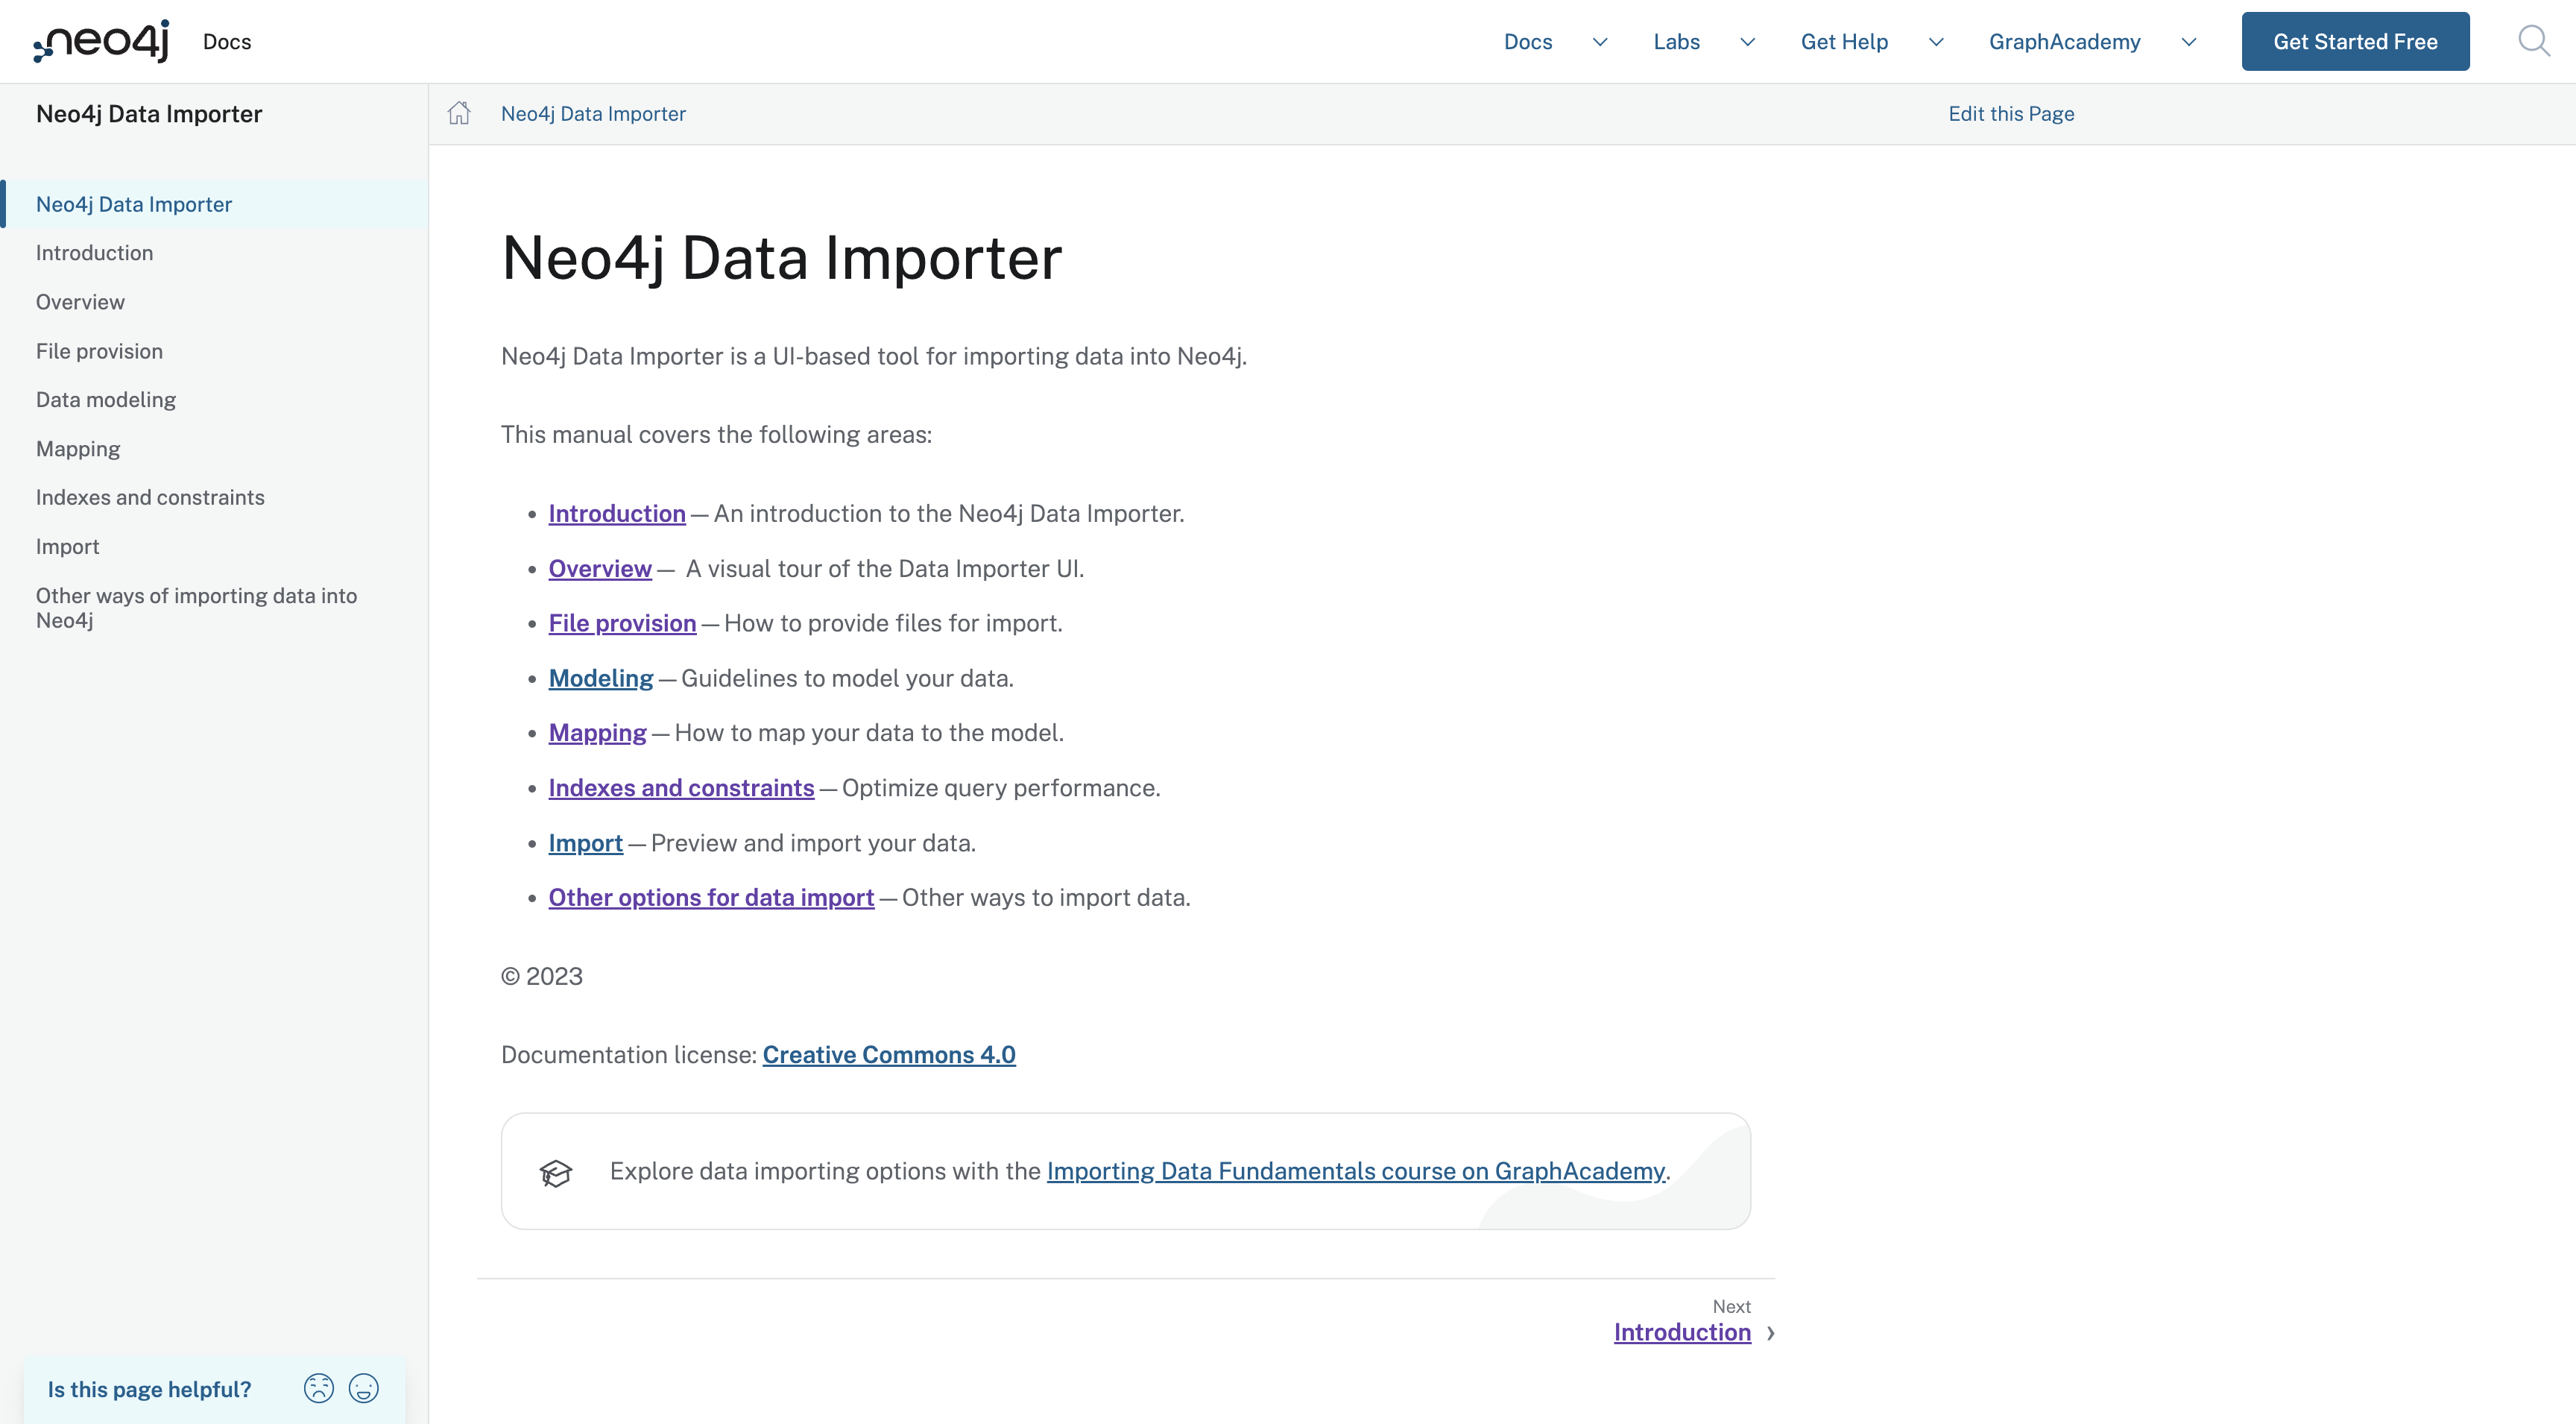 neo4j Docs
Docs
Labs
Get Help
GraphAcademy
Get Started Free
Neo4j Data Importer
Neo4j Data Importer
Introduction
Overview
File provision
Data modeling
Mapping
Indexes and constraints
Import
Other ways of importing data into
Neo4j
Is this page helpful?
Neo4j Data Importer
Edit this Page
Neo4j Data Importer
Neo4j Data Importer is a UI-based tool for importing data into Neo4j.
This manual covers the following areas:
• Introduction — An introduction to the Neo4j Data Importer.
• Overview — A visual tour of the Data Importer UI.
• File provision — How to provide files for import.
• Modeling — Guidelines to model your data.
• Mapping — How to map your data to the model.
• Indexes and constraints — Optimize query performance.
• Import — Preview and import your data.
• Other options for data import — Other ways to import data.
© 2023
Documentation license: Creative Commons 4.0
Explore data importing options with the Importing Data Fundamentals course on GraphAcademy.
Next
Introduction ›